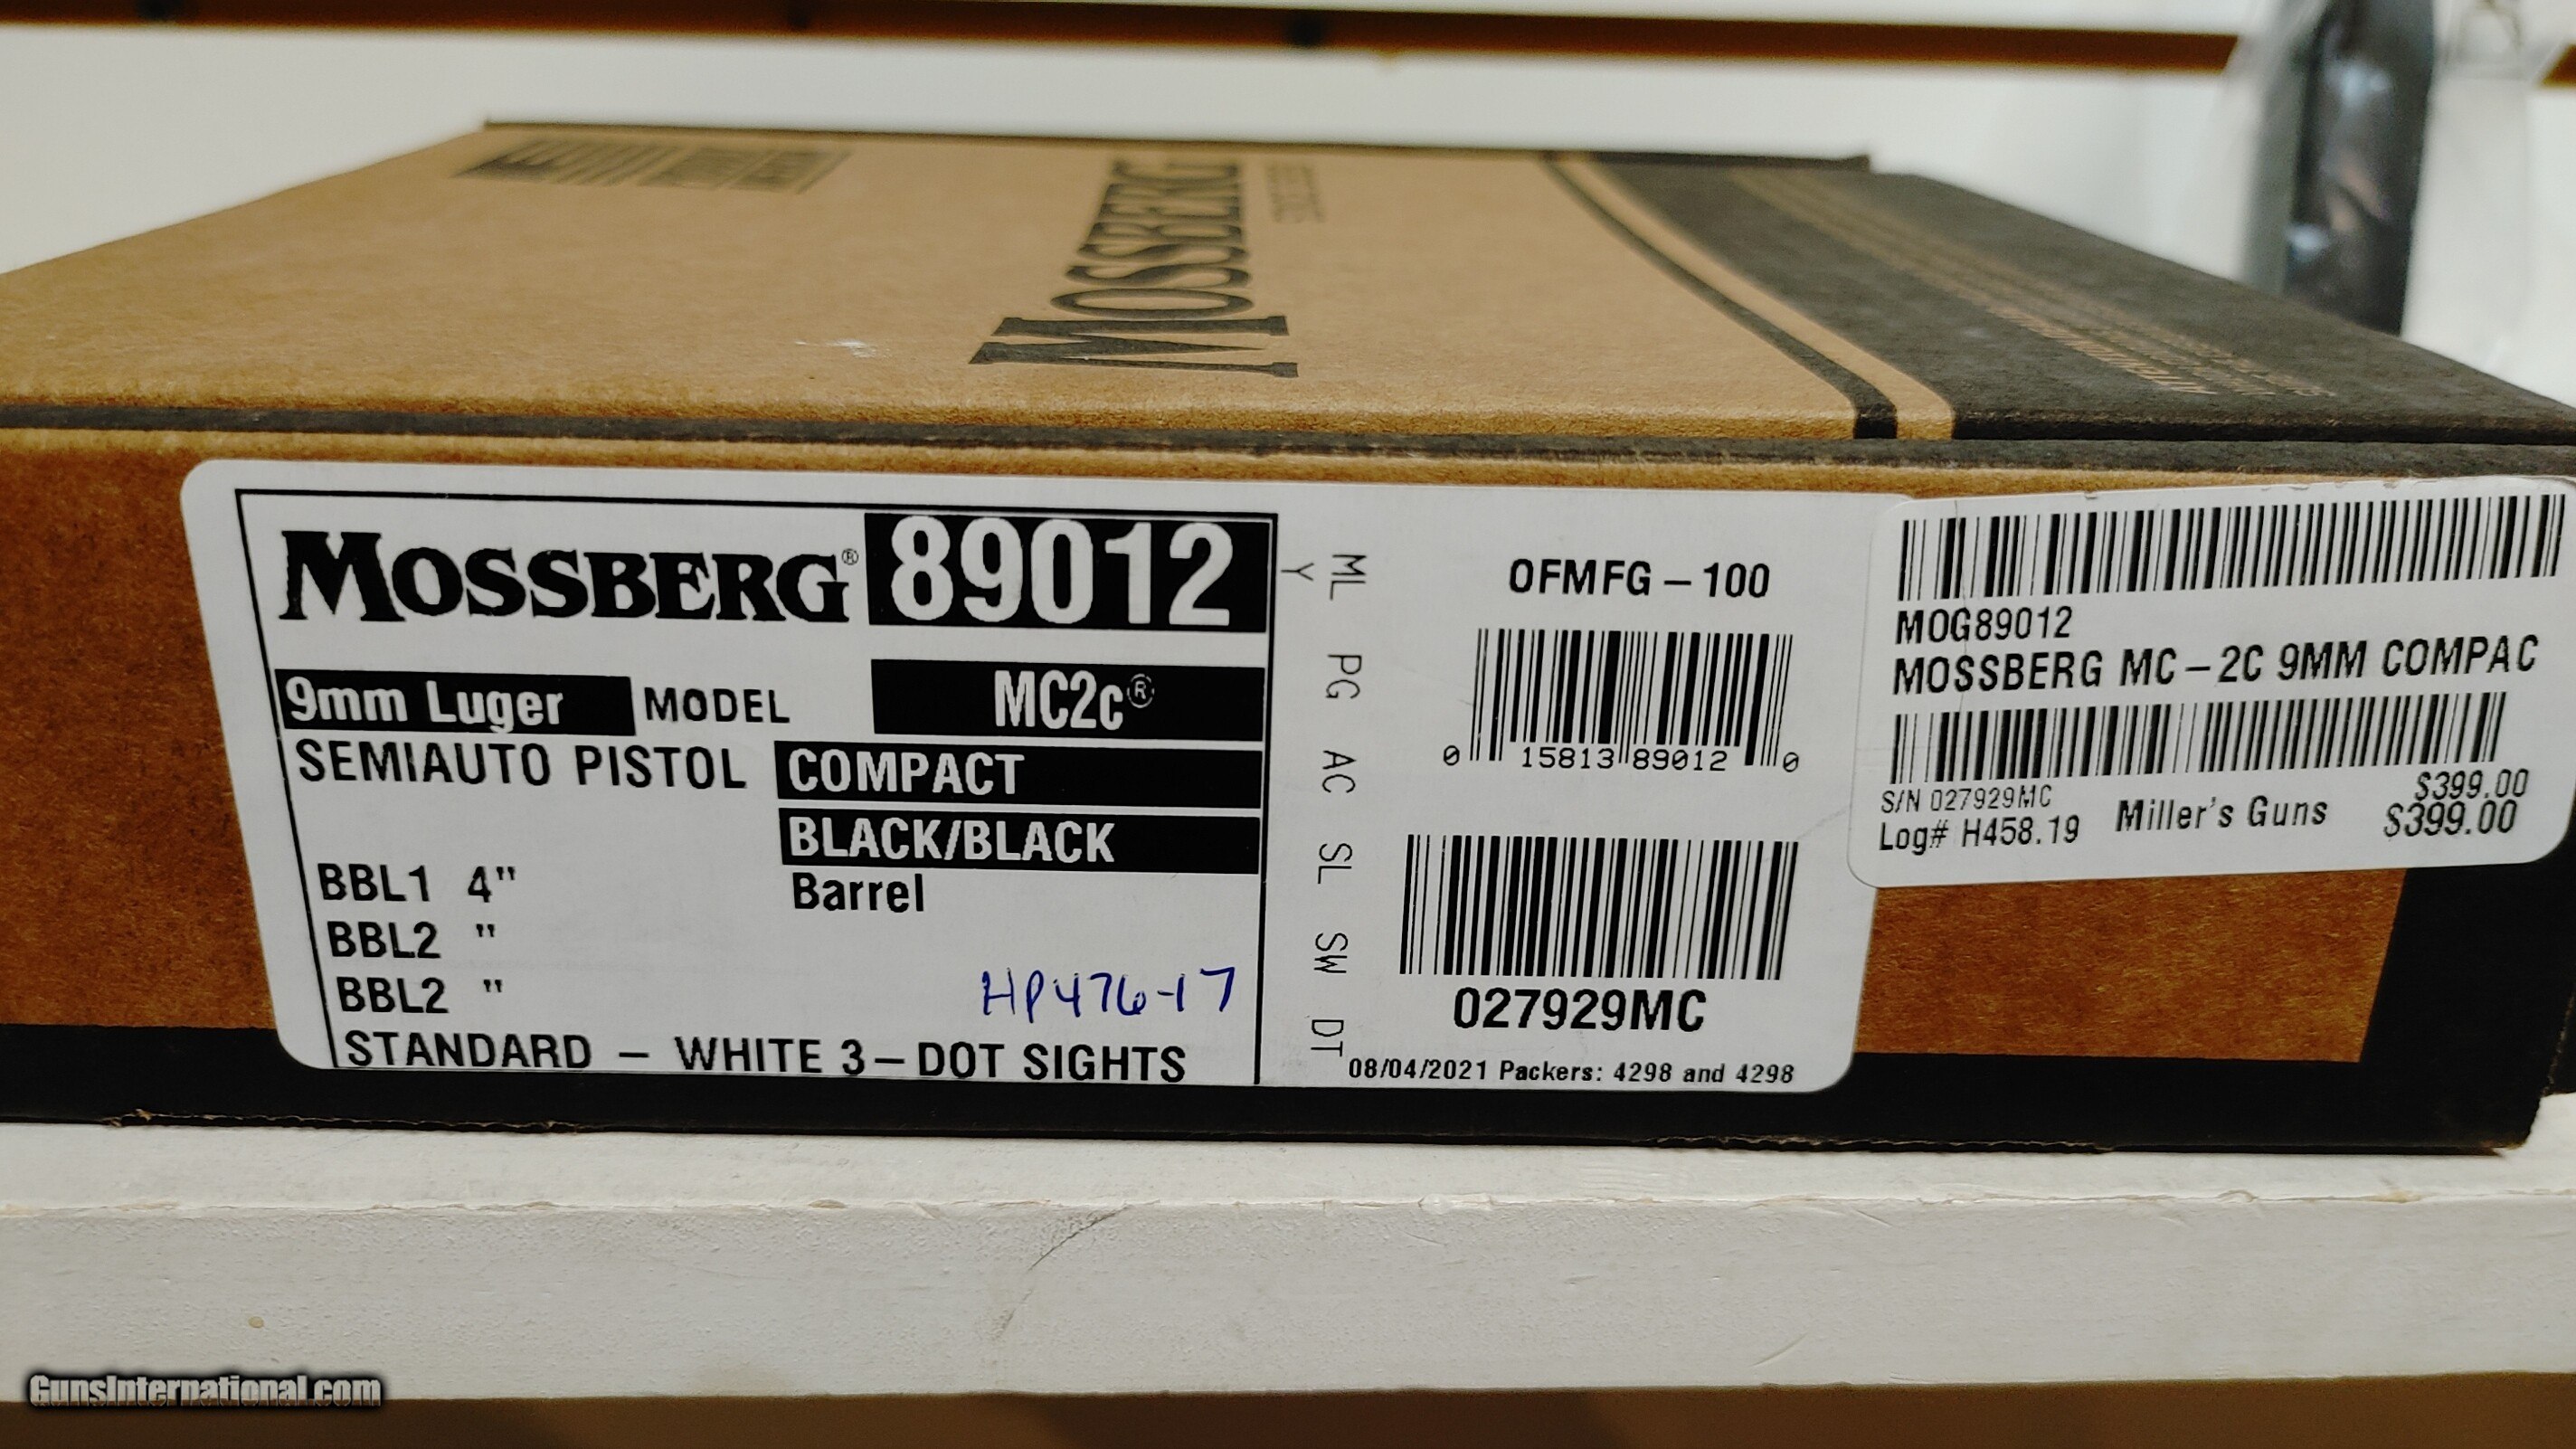 MOSSBERG
MOSSBERG® 89012
9mm Luger MODEL MC2c®
SEMIAUTO PISTOL COMPACT
BLACK/BLACK
BBL1 4" Barrel
BBL2 "
BBL2 "
HP476-17
STANDARD - WHITE 3-DOT SIGHTS
Y
ML PG AC SL SW DT
OFMFG-100
0 15813 89012 0
027929MC
08/04/2021 Packers: 4298 and 4298
MOG89012
MOSSBERG MC-2C 9MM COMPAC
$399.00
S/N 027929MC
Log# H458.19 Miller's Guns $399.00
GunsInternational.com